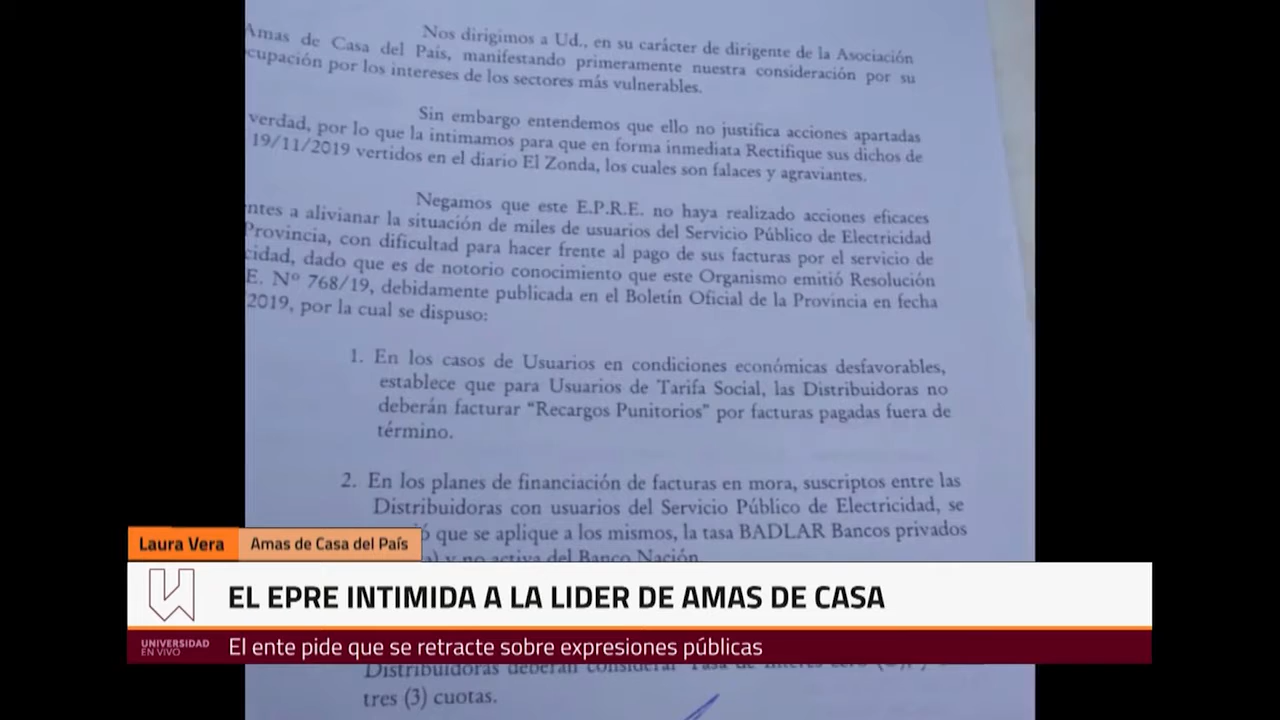 Nos dirigimos a Ud., en su carácter de dirigente de la Asociación
Amas de Casa del País, manifestando primeramente nuestra consideración por su
cupación por los intereses de los sectores más vulnerables.
Sin embargo entendemos que ello no justifica acciones apartadas
verdad, por lo que la intimamos para que en forma inmediata Rectifique sus dichos de
19/11/2019 vertidos en el diario El Zonda, los cuales son falaces y agraviantes.
Negamos que este E.P.R.E. no haya realizado acciones eficaces
ntes a alivianar la situación de miles de usuarios del Servicio Público de Electricidad
Provincia, con dificultad para hacer frente al pago de sus facturas por el servicio de
cidad, dado que es de notorio conocimiento que este Organismo emitió Resolución
E. Nº 768/19, debidamente publicada en el Boletín Oficial de la Provincia en fecha
2019, por la cual se dispuso:
1. En los casos de Usuarios en condiciones económicas desfavorables,
establece que para Usuarios de Tarifa Social, las Distribuidoras no
deberán facturar “Recargos Punitorios” por facturas pagadas fuera de
término.
2. En los planes de financiación de facturas en mora, suscriptos entre las
Distribuidoras con usuarios del Servicio Público de Electricidad, se
ó que se aplique a los mismos, la tasa BADLAR Bancos privados
) y no activa del Banco Nación.
Laura Vera
Amas de Casa del País
EL EPRE INTIMIDA A LA LIDER DE AMAS DE CASA
UNIVERSIDAD
EN VIVO
El ente pide que se retracte sobre expresiones públicas
Distribuidoras deberán considerar
tres (3) cuotas.